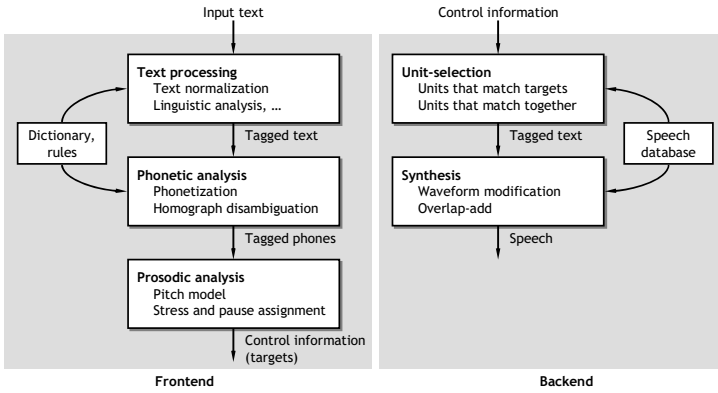 Input text
Text processing
Text normalization
Linguistic analysis, ...
Dictionary,
rules
Tagged text
Phonetic analysis
Phonetization
Homograph disambiguation
Tagged phones
Prosodic analysis
Pitch model
Stress and pause assignment
Control information
(targets)
Frontend
Control information
Unit-selection
Units that match targets
Units that match together
Tagged text
Speech
database
Synthesis
Waveform modification
Overlap-add
Speech
Backend